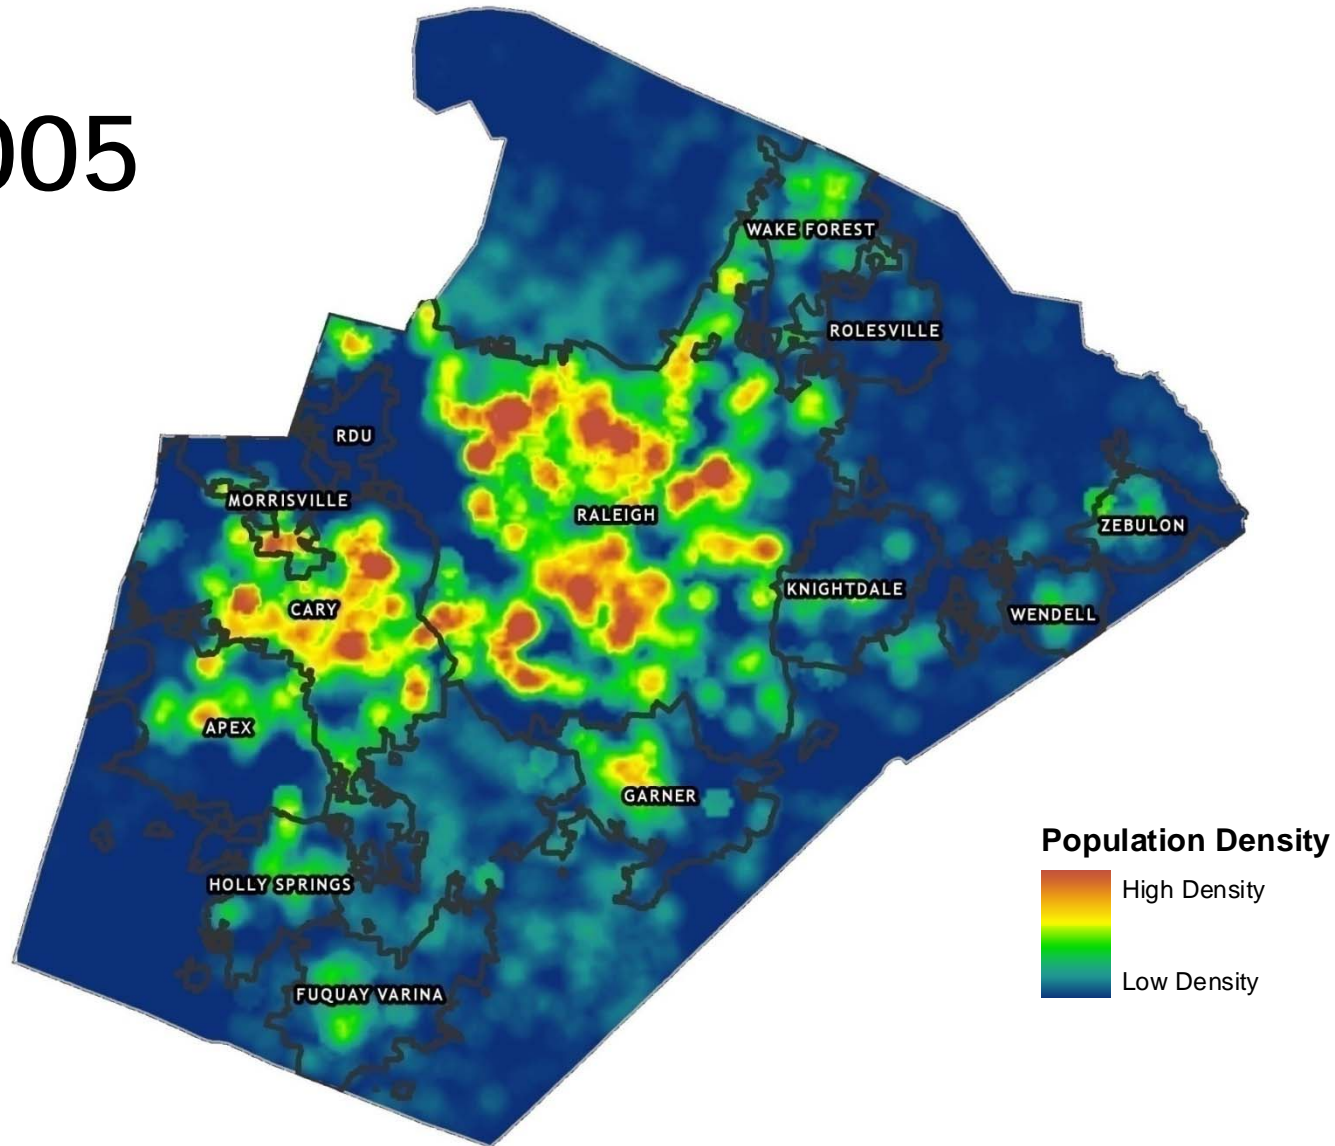 005
WAKE FOREST
ROLESVILLE
RDU
MORRISVILLE
RALEIGH
ZEBULON
CARY
KNIGHTDALE
WENDELL
APEX
GARNER
HOLLY SPRINGS
FUQUAY VARINA
Population Density
High Density
Low Density